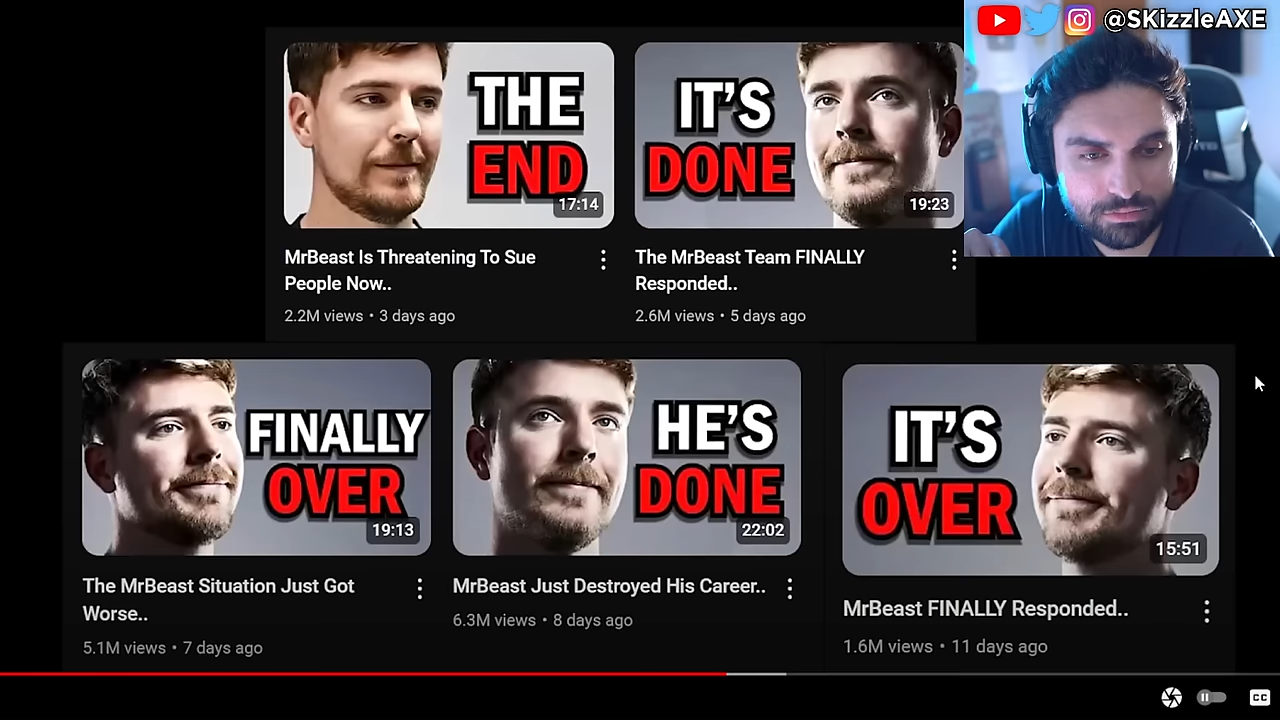 @SKizzleAXE
THE
END
17:14
IT'S
DONE
19:23
MrBeast Is Threatening To Sue
People Now..
2.2M views • 3 days ago
The MrBeast Team FINALLY
Responded..
2.6M views • 5 days ago
FINALLY
OVER
19:13
HE'S
DONE
22:02
IT'S
OVER
15:51
The MrBeast Situation Just Got
Worse..
5.1M views • 7 days ago
MrBeast Just Destroyed His Career..
6.3M views • 8 days ago
MrBeast FINALLY Responded..
1.6M views • 11 days ago
CC